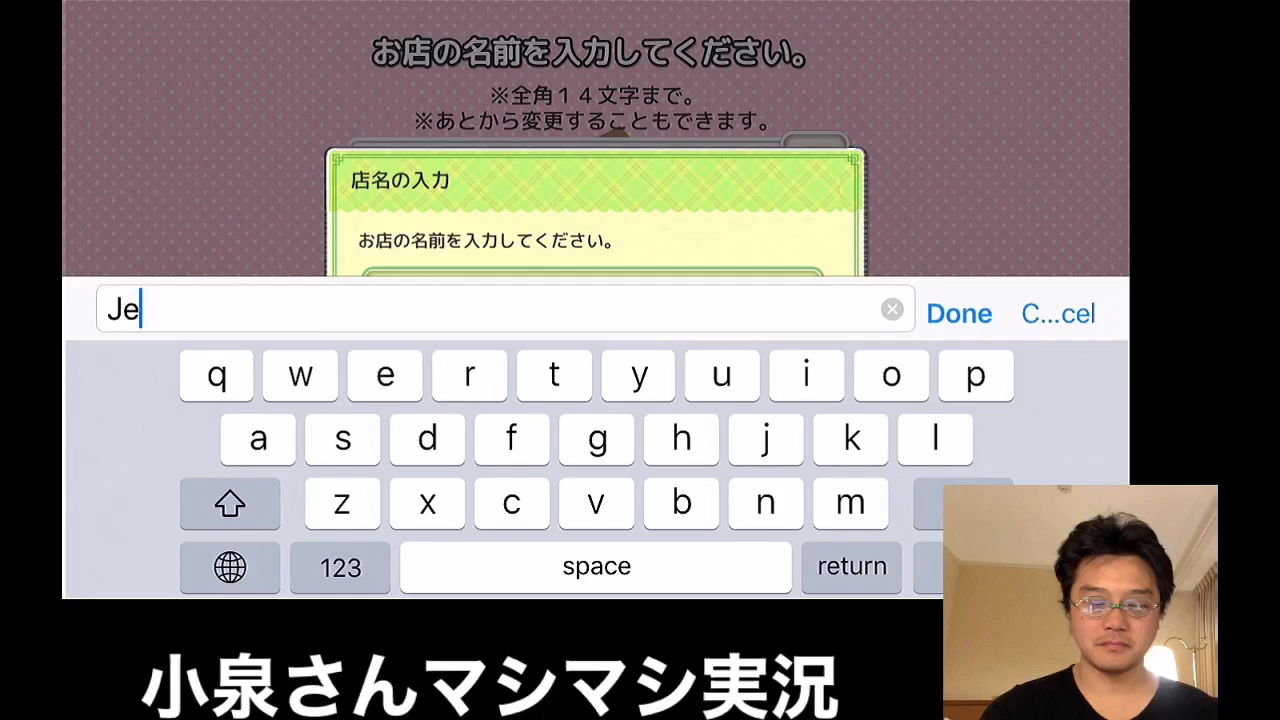 お店の名前を入力してください。
※全角１４文字まで。
※あとから変更することもできます。
店名の入力
お店の名前を入力してください。
Je
Done C...cel
q w e r t y u i o p
a s d f g h j k l
z x c v b n m
123 space return
小泉さんマシマシ実況